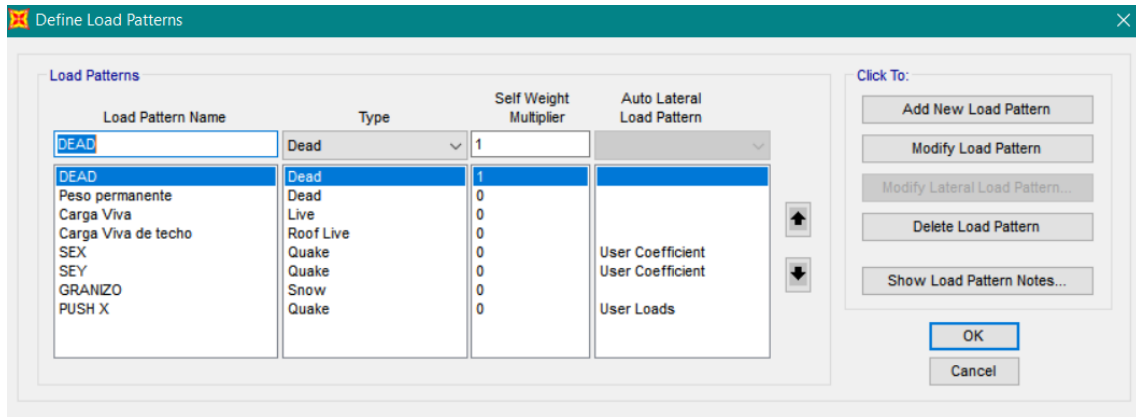 Define Load Patterns
Load Patterns
Click To:
Load Pattern Name Type Self Weight Multiplier Auto Lateral Load Pattern
DEAD Dead 1
DEAD Dead 1
Peso permanente Dead 0
Carga Viva Live 0
Carga Viva de techo Roof Live 0
SEX Quake 0 User Coefficient
SEY Quake 0 User Coefficient
GRANIZO Snow 0
PUSH X Quake 0 User Loads
Add New Load Pattern
Modify Load Pattern
Modify Lateral Load Pattern...
Delete Load Pattern
Show Load Pattern Notes...
OK
Cancel